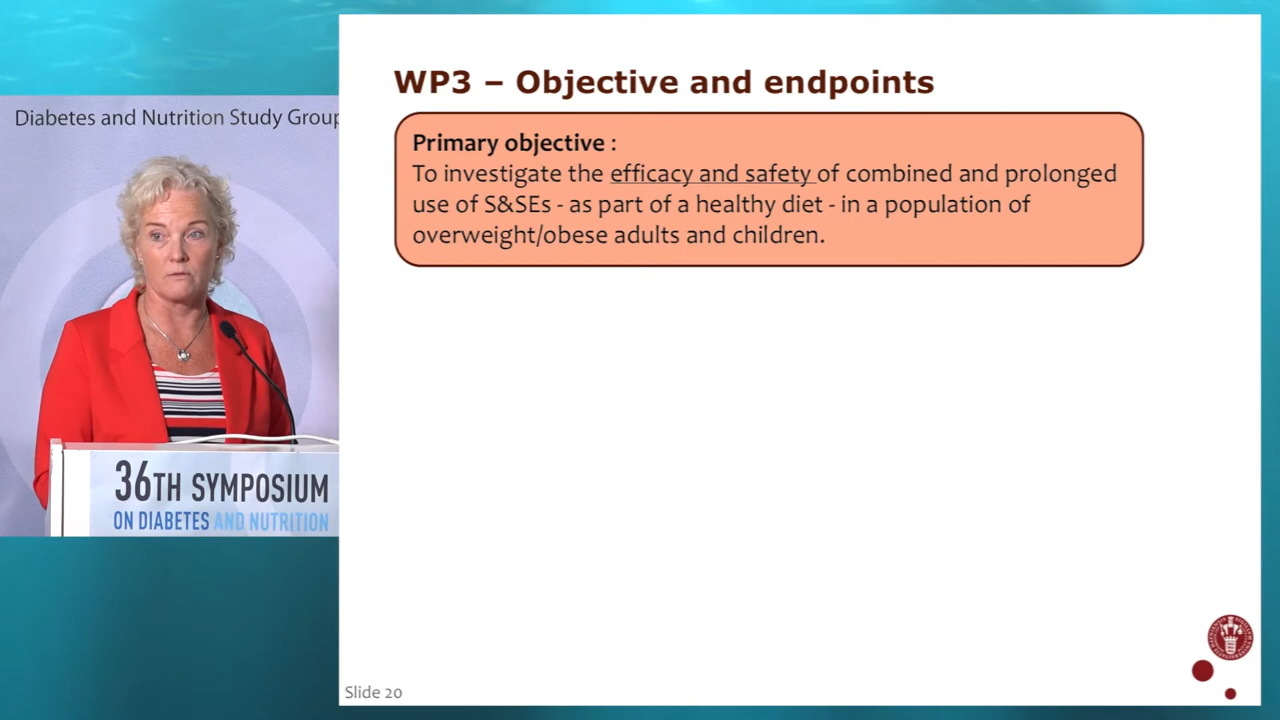 Diabetes and Nutrition Study Group
36TH SYMPOSIUM
ON DIABETES AND NUTRITION
WP3 – Objective and endpoints
Primary objective :
To investigate the efficacy and safety of combined and prolonged
use of S&SEs - as part of a healthy diet - in a population of
overweight/obese adults and children.
Slide 20